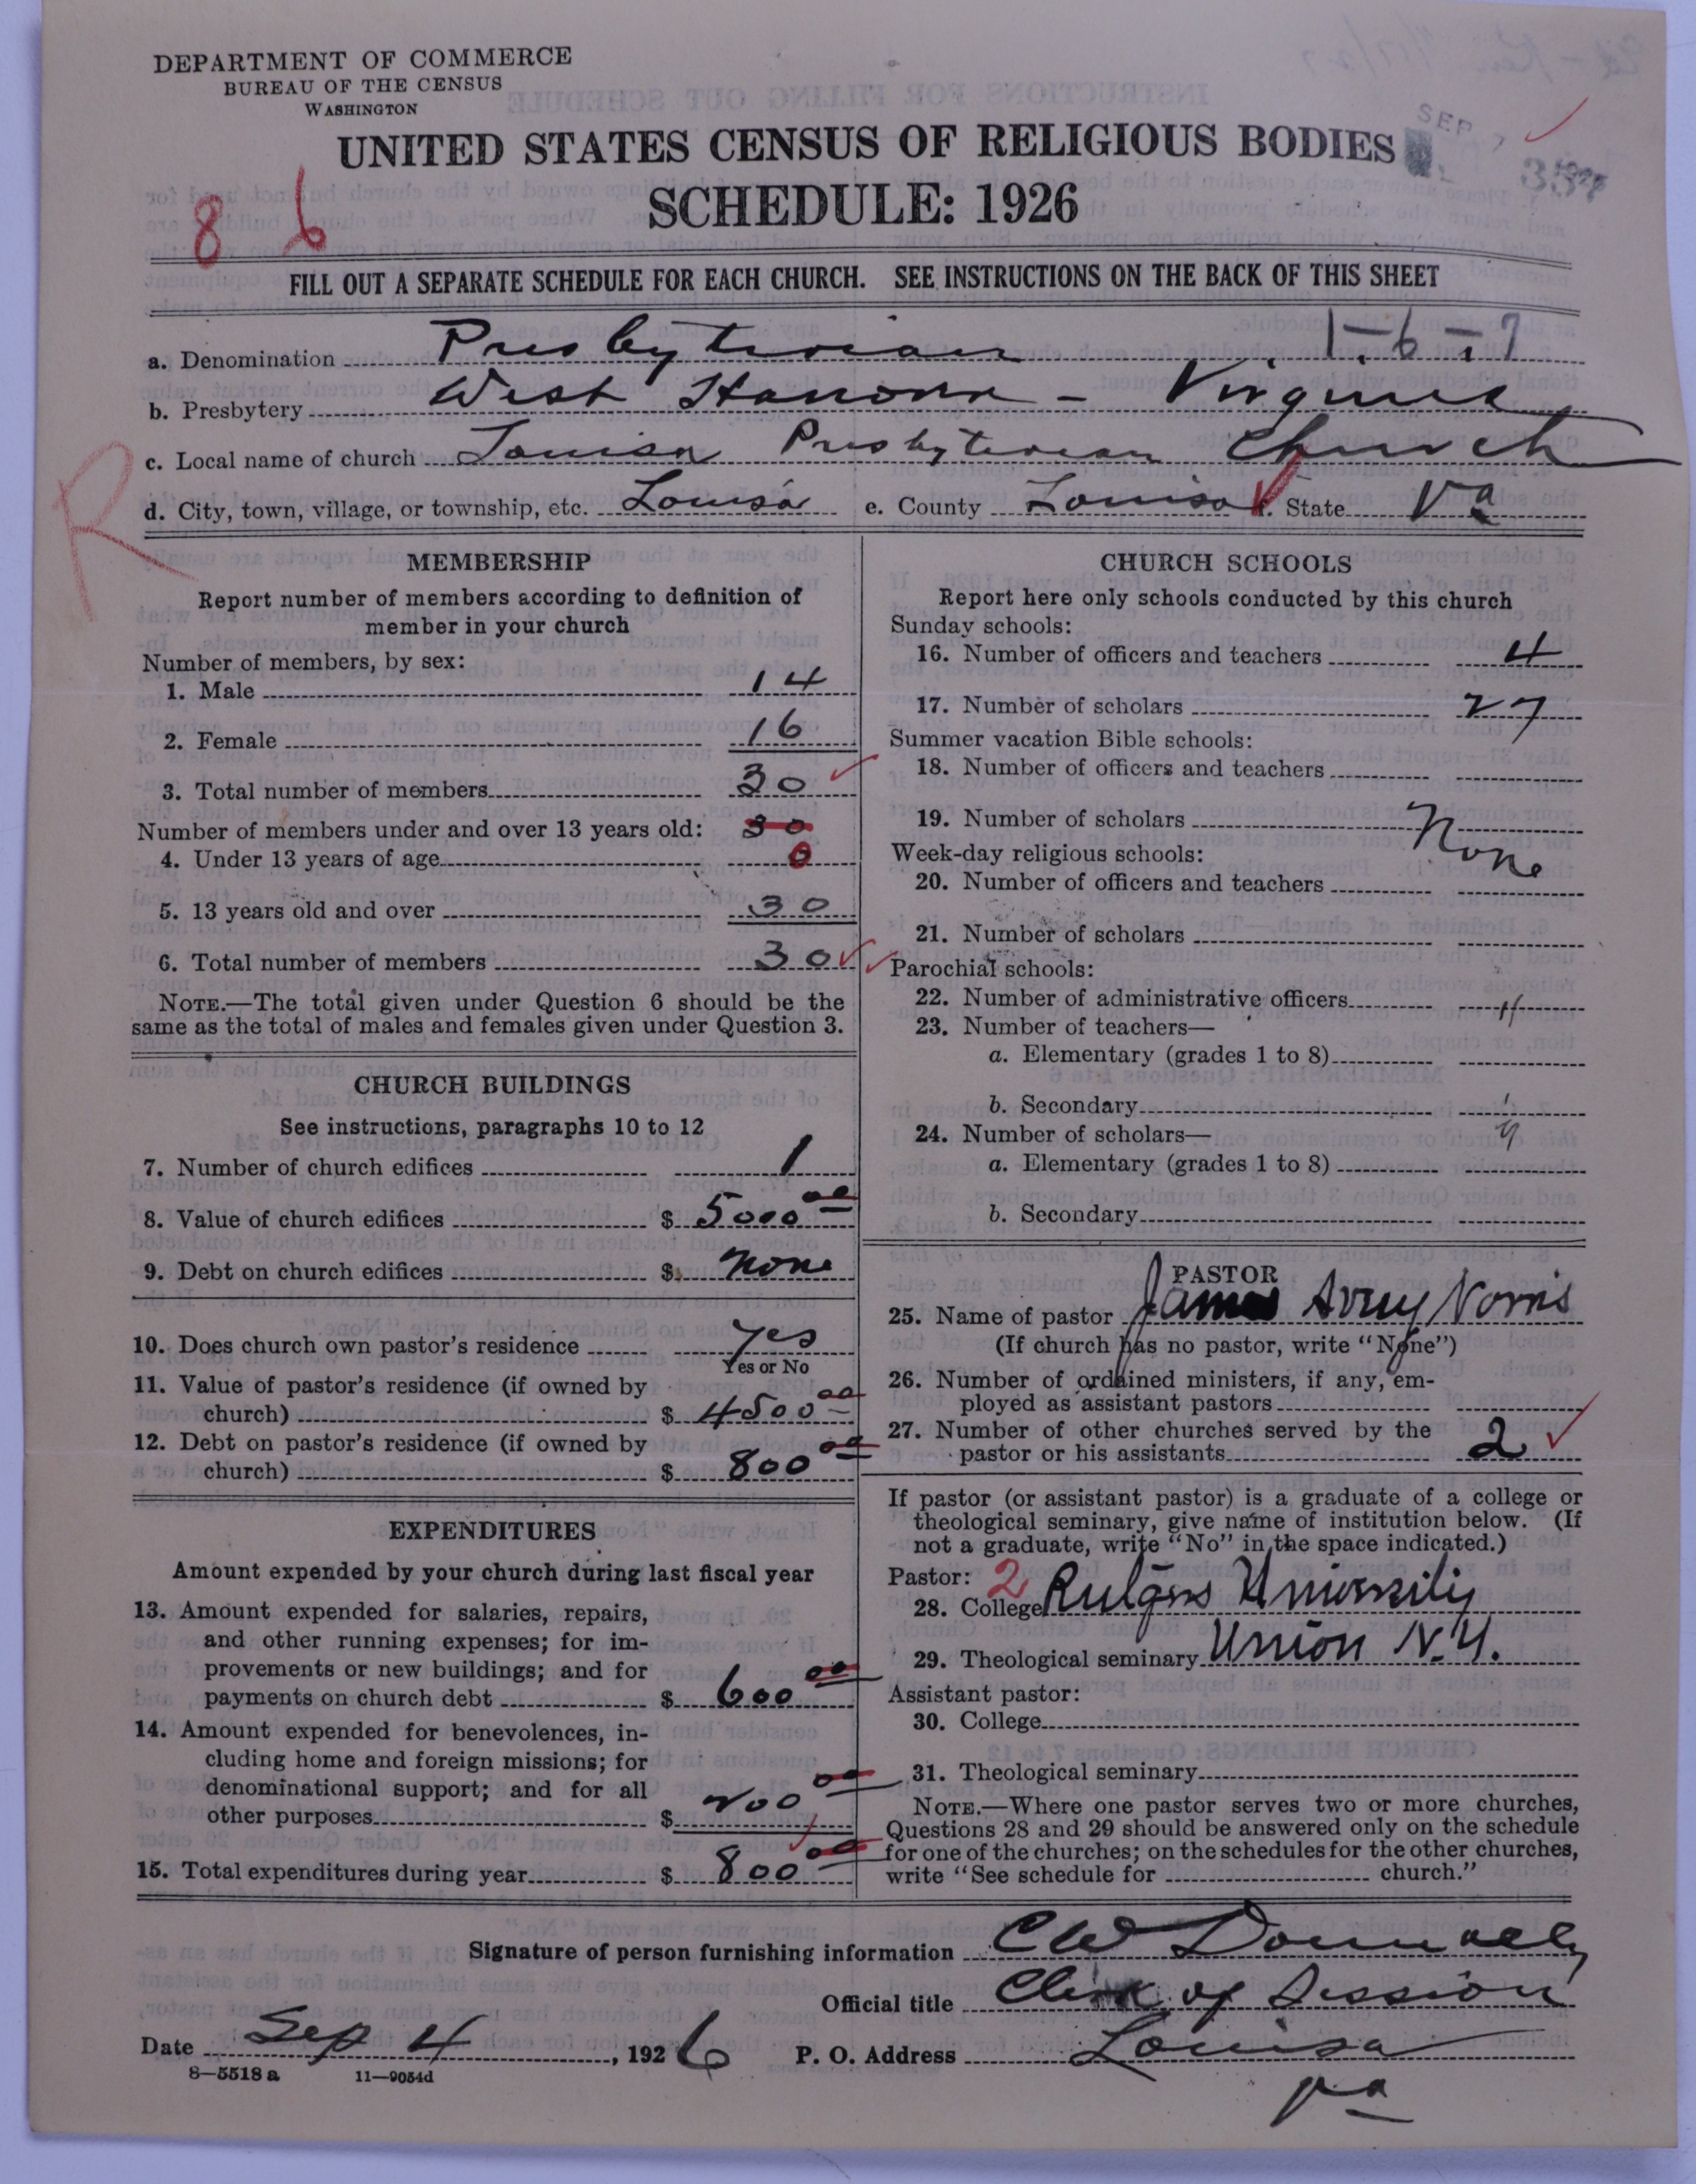 DEPARTMENT OF COMMERCE
BUREAU OF THE CENSUS
WASHINGTON
UNITED STATES CENSUS OF RELIGIOUS BODIES
SCHEDULE: 1926
8 6
FILL OUT A SEPARATE SCHEDULE FOR EACH CHURCH. SEE INSTRUCTIONS ON THE BACK OF THIS SHEET
a. Denomination Presbyterian 1-6-7
b. Presbytery West Hanover - Virginia
c. Local name of church Louisa Presbyterian Church
d. City, town, village, or township, etc. Louisa e. County Louisa f. State Va
R
MEMBERSHIP
Report number of members according to definition of
member in your church
Number of members, by sex:
1. Male 14
2. Female 16
3. Total number of members 30
Number of members under and over 13 years old: 30
4. Under 13 years of age 0
5. 13 years old and over 30
6. Total number of members 30
NOTE.—The total given under Question 6 should be the
same as the total of males and females given under Question 3.
CHURCH BUILDINGS
See instructions, paragraphs 10 to 12
7. Number of church edifices 1
8. Value of church edifices $ 5000 00
9. Debt on church edifices $ none
10. Does church own pastor's residence Yes
Yes or No
11. Value of pastor's residence (if owned by
church) $ 4500 00
12. Debt on pastor's residence (if owned by
church) $ 800 00
EXPENDITURES
Amount expended by your church during last fiscal year
13. Amount expended for salaries, repairs,
and other running expenses; for im-
provements or new buildings; and for
payments on church debt $ 600 00
14. Amount expended for benevolences, in-
cluding home and foreign missions; for
denominational support; and for all
other purposes $ 200 00
15. Total expenditures during year $ 800 00
CHURCH SCHOOLS
Report here only schools conducted by this church
Sunday schools:
16. Number of officers and teachers 4
17. Number of scholars 27
Summer vacation Bible schools:
18. Number of officers and teachers
19. Number of scholars None
Week-day religious schools:
20. Number of officers and teachers
21. Number of scholars
Parochial schools:
22. Number of administrative officers
23. Number of teachers—
a. Elementary (grades 1 to 8)
b. Secondary
24. Number of scholars—
a. Elementary (grades 1 to 8)
b. Secondary
PASTOR
25. Name of pastor James Avery Norris
(If church has no pastor, write "None")
26. Number of ordained ministers, if any, em-
ployed as assistant pastors
27. Number of other churches served by the
pastor or his assistants 2
If pastor (or assistant pastor) is a graduate of a college or
theological seminary, give name of institution below. (If
not a graduate, write "No" in the space indicated.)
Pastor: 2
28. College Rutgers University
29. Theological seminary Union N.Y.
Assistant pastor:
30. College
31. Theological seminary
NOTE.—Where one pastor serves two or more churches,
Questions 28 and 29 should be answered only on the schedule
for one of the churches; on the schedules for the other churches,
write "See schedule for church."
Signature of person furnishing information C W Donnally
Official title Clerk of Session
Date Sep 4, 1926 P. O. Address Louisa
Va
8—5518 a 11—9054d